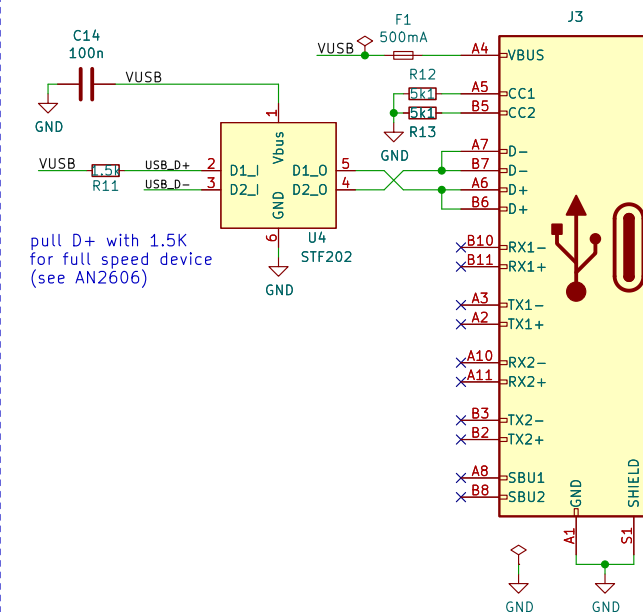 J3
F1
500mA
C14
100n
VUSB
VBUS
A4
VUSB
R12
5k1
A5
CC1
GND
5k1
B5
CC2
R13
1
Vbus
GND
A7
D-
VUSB
1.5k
R11
USB_D+
2
D1_I
D1_O
5
B7
D-
USB_D-
3
D2_I
D2_O
4
A6
D+
GND
B6
D+
6
U4
STF202
pull D+ with 1.5K
for full speed device
(see AN2606)
GND
B10
RX1-
B11
RX1+
A3
TX1-
A2
TX1+
A10
RX2-
A11
RX2+
B3
TX2-
B2
TX2+
A8
SBU1
B8
SBU2
GND
SHIELD
A1
S1
GND
GND